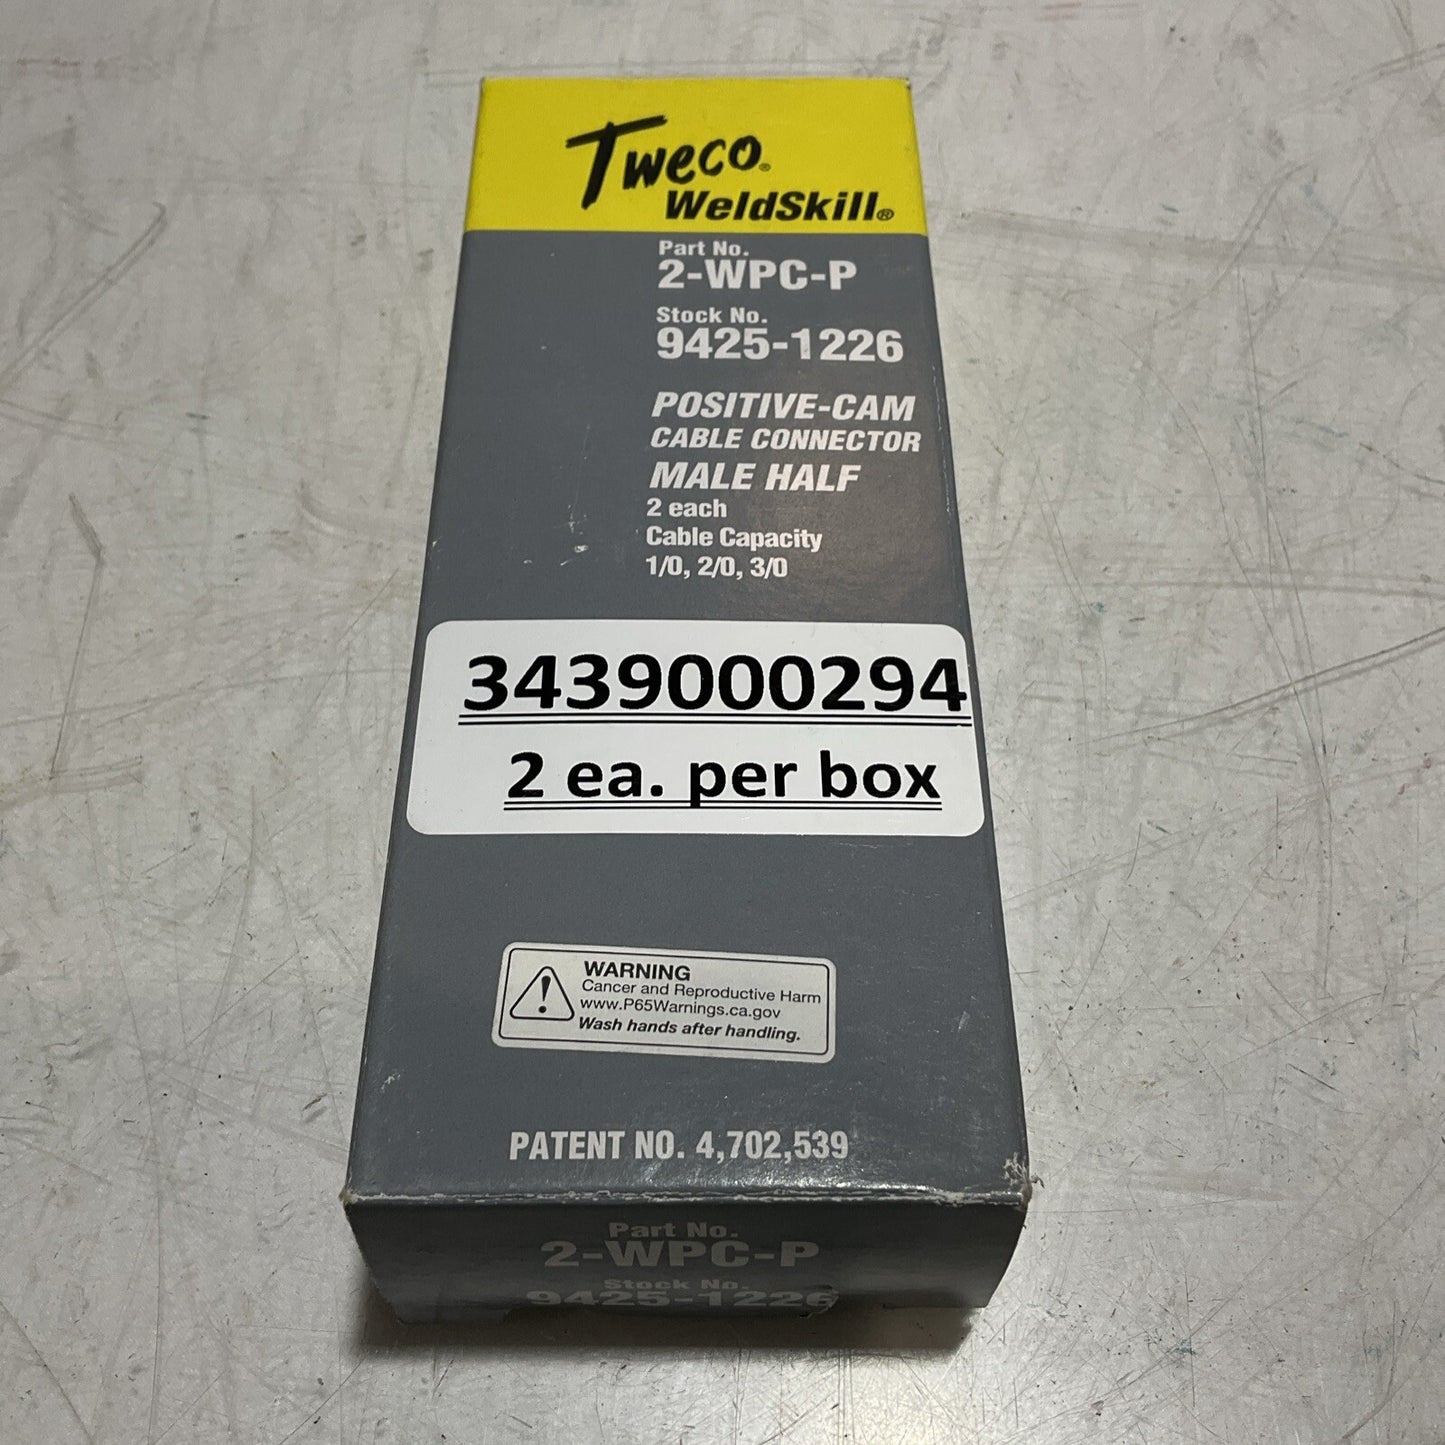 Tweco®
WeldSkill®
Part No.
2-WPC-P
Stock No.
9425-1226
POSITIVE-CAM
CABLE CONNECTOR
MALE HALF
2 each
Cable Capacity
1/0, 2/0, 3/0
3439000294
2 ea. per box
WARNING
Cancer and Reproductive Harm
www.P65Warnings.ca.gov
Wash hands after handling.
PATENT NO. 4,702,539
Part No.
2-WPC-P
Stock No.
9425-1226